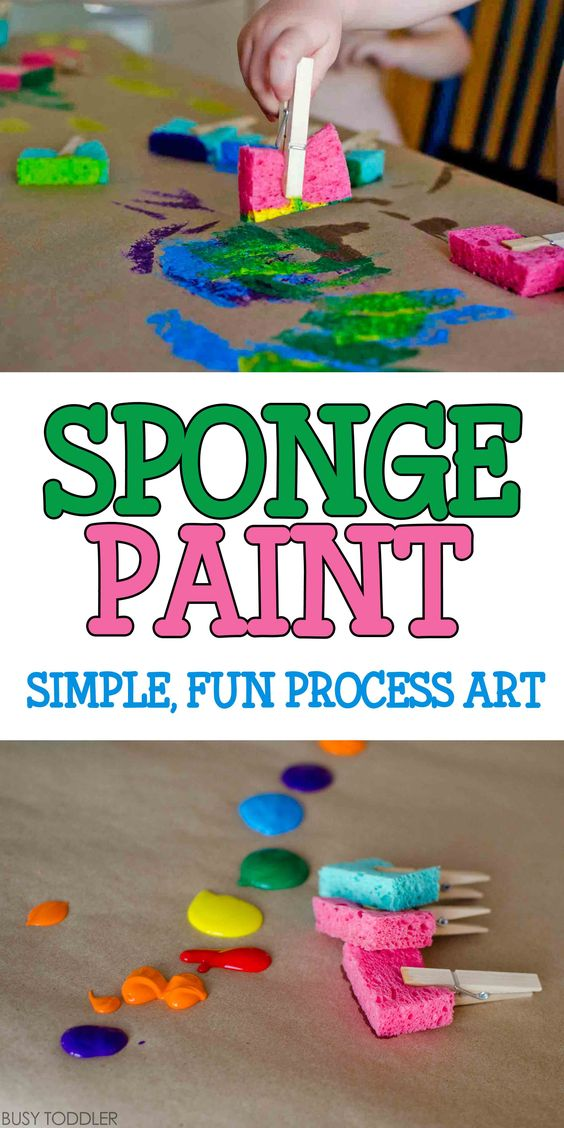 SPONGE
PAINT
SIMPLE, FUN PROCESS ART
BUSY TODDLER